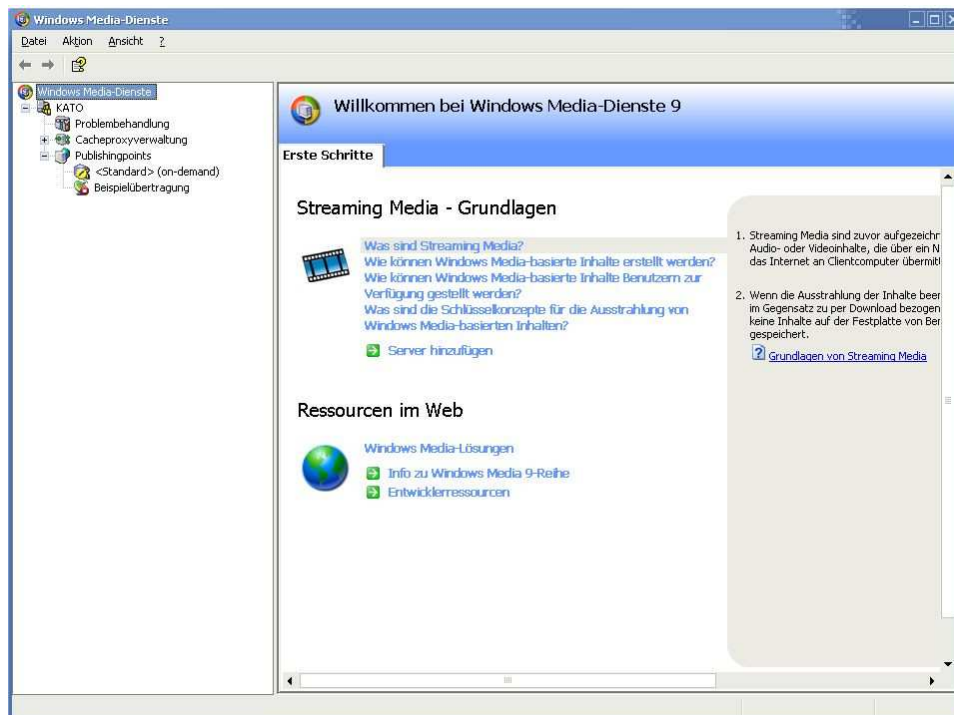 Windows Media-Dienste
Datei Aktion Ansicht ?
Windows Media-Dienste
KATO
Problembehandlung
Cacheproxyverwaltung
Publishingpoints
<Standard> (on-demand)
Beispielübertragung
Willkommen bei Windows Media-Dienste 9
Erste Schritte
Streaming Media - Grundlagen
Was sind Streaming Media?
Wie können Windows Media-basierte Inhalte erstellt werden?
Wie können Windows Media-basierte Inhalte Benutzern zur
Verfügung gestellt werden?
Was sind die Schlüsselkonzepte für die Ausstrahlung von
Windows Media-basierten Inhalten?
Server hinzufügen
Ressourcen im Web
Windows Media-Lösungen
Info zu Windows Media 9-Reihe
Entwicklerressourcen
1. Streaming Media sind zuvor aufgezeichn
Audio- oder Videoinhalte, die über ein N
das Internet an Clientcomputer übermit
2. Wenn die Ausstrahlung der Inhalte been
im Gegensatz zu per Download bezogen
keine Inhalte auf der Festplatte von Ben
gespeichert.
Grundlagen von Streaming Media